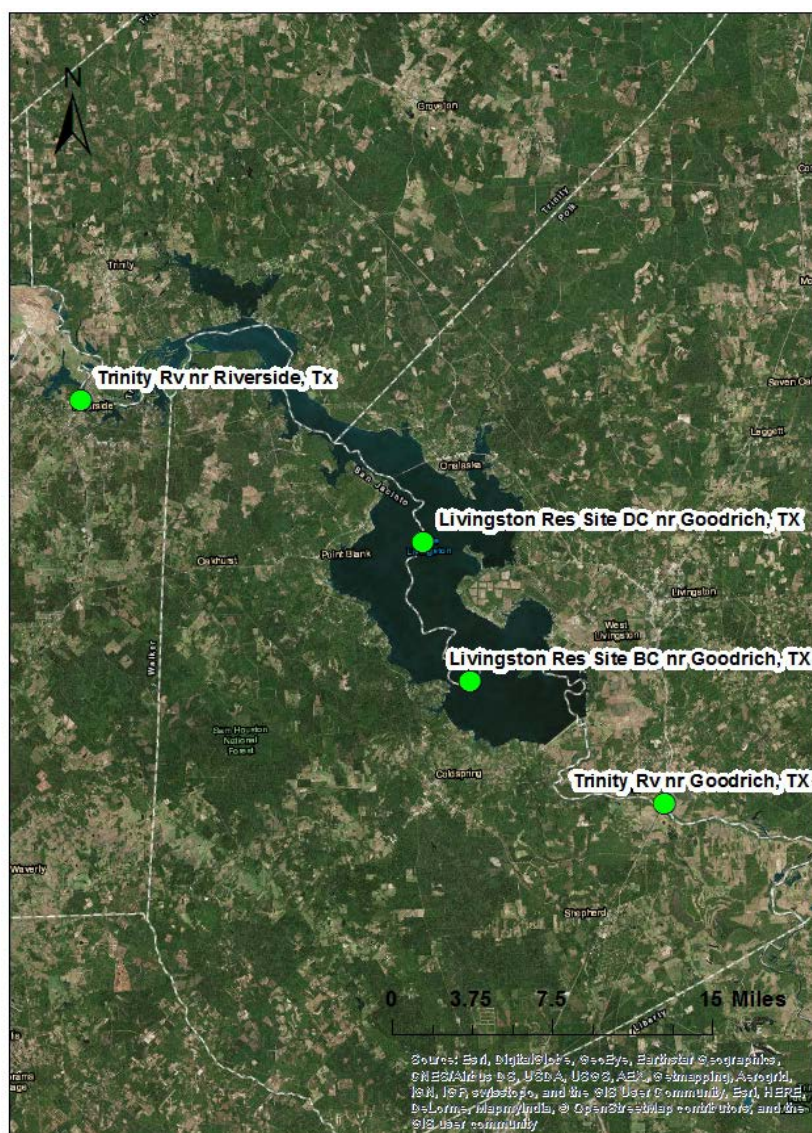 N
Groveton
Trinity
Polk
Trinity
Trinity Rv nr Riverside, Tx
Seven Oaks
Leggett
Onalaska
San Jacinto
Livingston Res Site DC nr Goodrich, TX
Oakhurst
Point Blank
Livingston
Livingston
West
Livingston
Walker
Livingston Res Site BC nr Goodrich, TX
Sam Houston
National
Forest
Coldspring
Trinity Rv nr Goodrich, TX
Waverly
Shepherd
0 3.75 7.5 15 Miles
Liberty
Source: Esri, DigitalGlobe, GeoEye, Earthstar Geographics,
CNES/Airbus DS, USDA, USGS, AEX, Getmapping, Aerogrid,
IGN, IGP, swisstopo, and the GIS User Community, Esri, HERE,
DeLorme, MapmyIndia, © OpenStreetMap contributors, and the
GIS user community